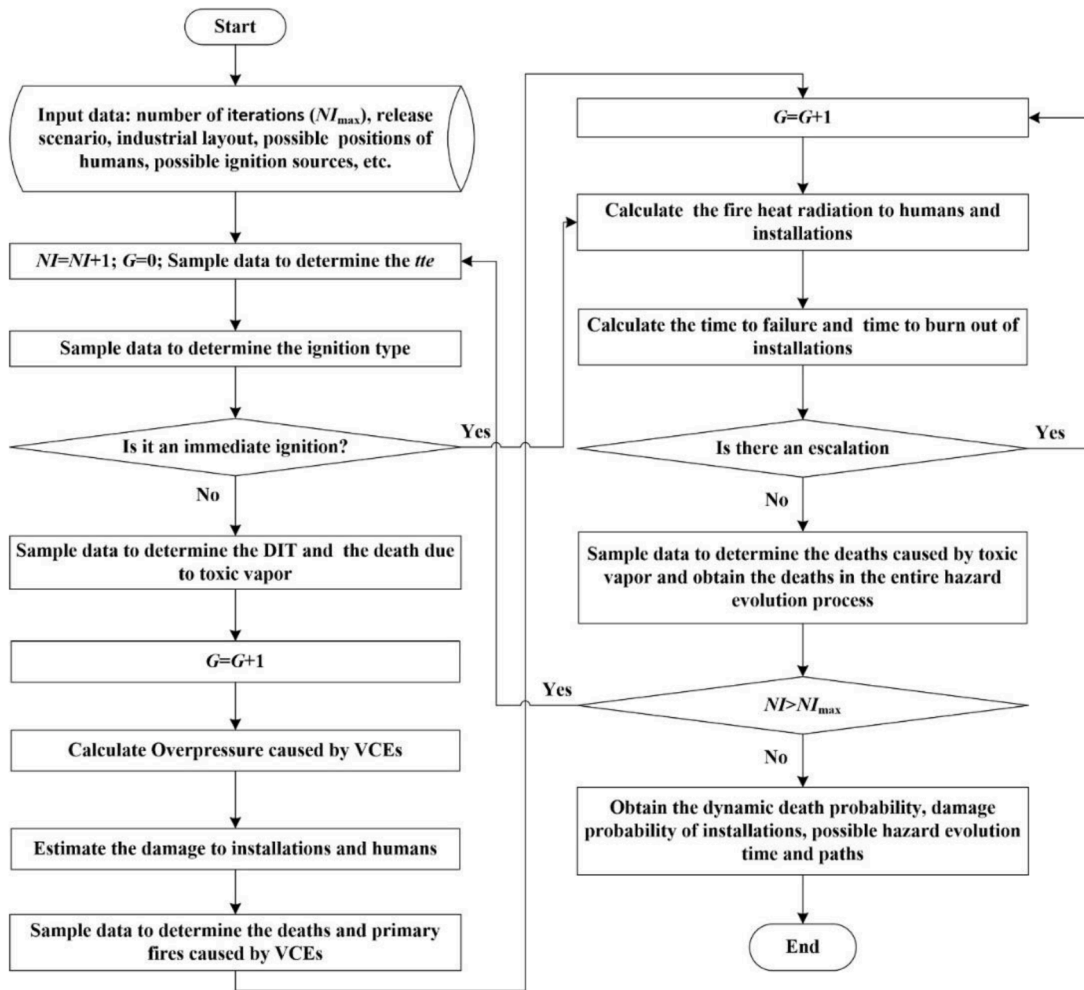 Start
Input data: number of iterations (NImax), release
scenario, industrial layout, possible positions of
humans, possible ignition sources, etc.
NI=NI+1; G=0; Sample data to determine the tte
Sample data to determine the ignition type
Is it an immediate ignition?
Yes
No
Sample data to determine the DIT and the death due
to toxic vapor
G=G+1
Calculate Overpressure caused by VCEs
Estimate the damage to installations and humans
Sample data to determine the deaths and primary
fires caused by VCEs
G=G+1
Calculate the fire heat radiation to humans and
installations
Calculate the time to failure and time to burn out of
installations
Is there an escalation
Yes
No
Sample data to determine the deaths caused by toxic
vapor and obtain the deaths in the entire hazard
evolution process
Yes
NI>NImax
No
Obtain the dynamic death probability, damage
probability of installations, possible hazard evolution
time and paths
End